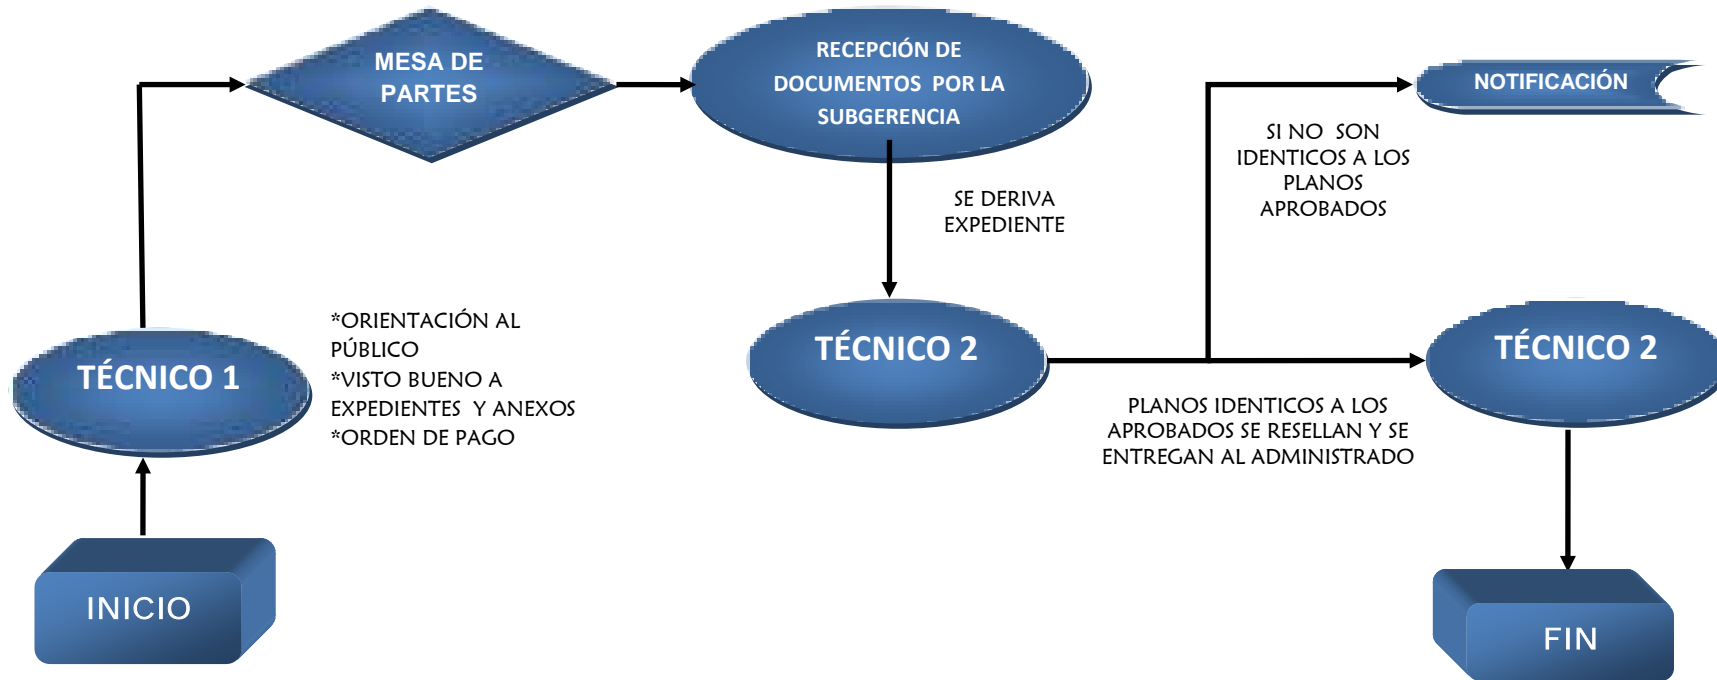 MESA DE
PARTES
RECEPCIÓN DE
DOCUMENTOS POR LA
SUBGERENCIA
NOTIFICACIÓN
SI NO SON
IDENTICOS A LOS
PLANOS
APROBADOS
SE DERIVA
EXPEDIENTE
TÉCNICO 1
*ORIENTACIÓN AL
PÚBLICO
*VISTO BUENO A
EXPEDIENTES Y ANEXOS
*ORDEN DE PAGO
TÉCNICO 2
TÉCNICO 2
PLANOS IDENTICOS A LOS
APROBADOS SE RESELLAN Y SE
ENTREGAN AL ADMINISTRADO
INICIO
FIN